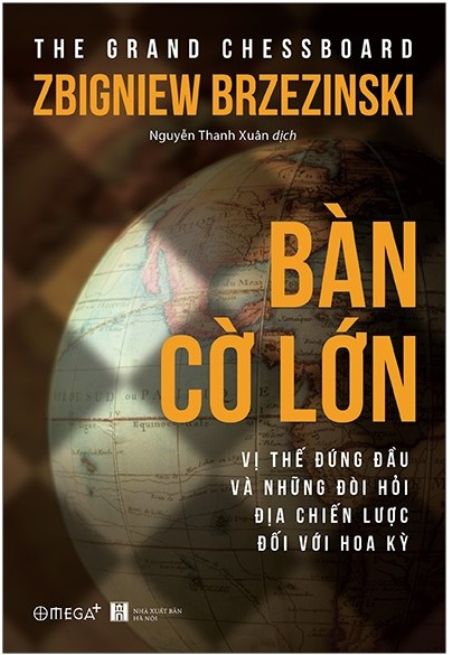 THE GRAND CHESSBOARD
ZBIGNIEW BRZEZINSKI
Nguyễn Thanh Xuân dịch
BÀN
CỜ LỚN
VỊ THẾ ĐỨNG ĐẦU
VÀ NHỮNG ĐÒI HỎI
ĐỊA CHIẾN LƯỢC
ĐỐI VỚI HOA KỲ
OMEGA+
NHÀ XUẤT BẢN
HÀ NỘI